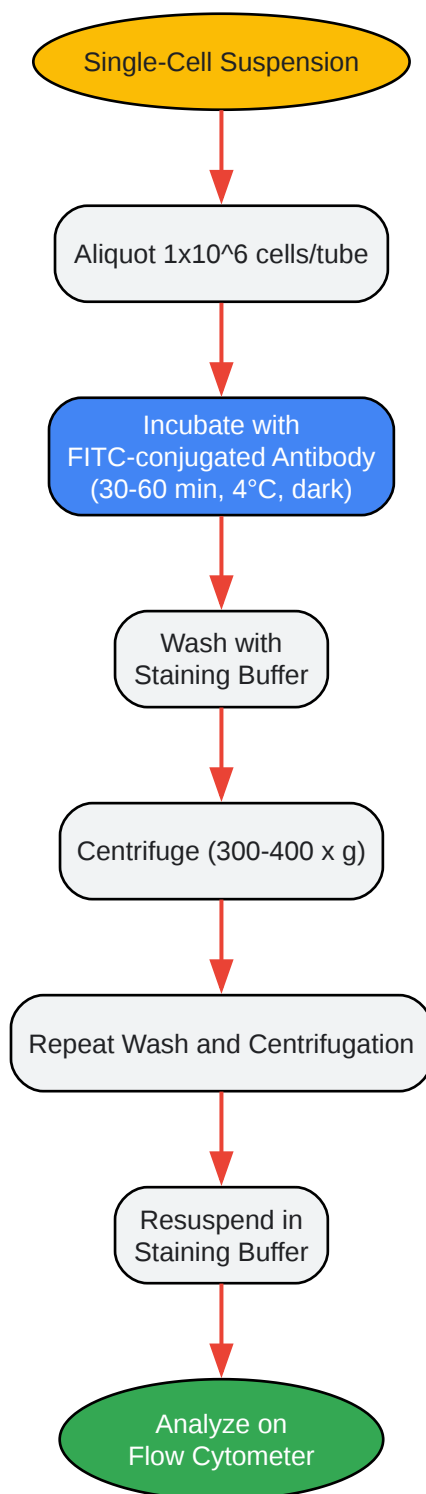 Single-Cell Suspension
Aliquot 1x10^6 cells/tube
Incubate with
FITC-conjugated Antibody
(30-60 min, 4°C, dark)
Wash with
Staining Buffer
Centrifuge (300-400 x g)
Repeat Wash and Centrifugation
Resuspend in
Staining Buffer
Analyze on
Flow Cytometer